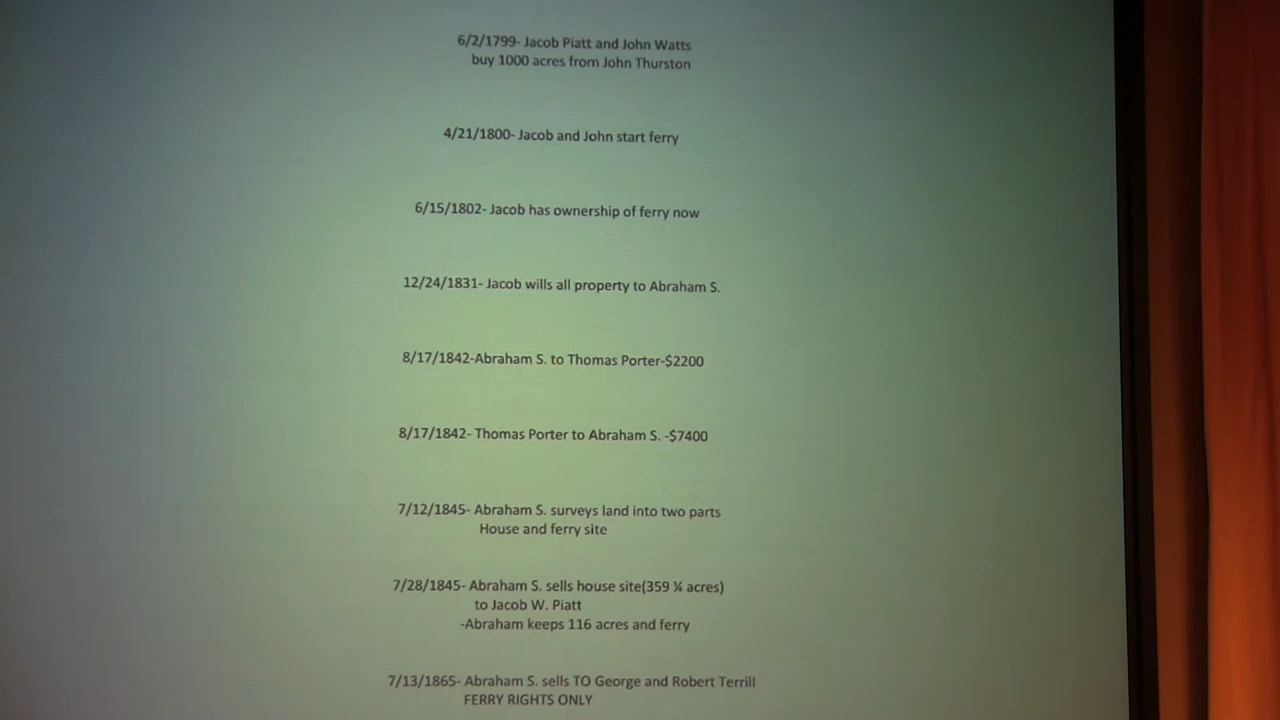 6/2/1799- Jacob Piatt and John Watts
buy 1000 acres from John Thurston
4/21/1800- Jacob and John start ferry
6/15/1802- Jacob has ownership of ferry now
12/24/1831- Jacob wills all property to Abraham S.
8/17/1842-Abraham S. to Thomas Porter-$2200
8/17/1842- Thomas Porter to Abraham S. -$7400
7/12/1845- Abraham S. surveys land into two parts
House and ferry site
7/28/1845- Abraham S. sells house site(359 ¼ acres)
to Jacob W. Piatt
-Abraham keeps 116 acres and ferry
7/13/1865- Abraham S. sells TO George and Robert Terrill
FERRY RIGHTS ONLY